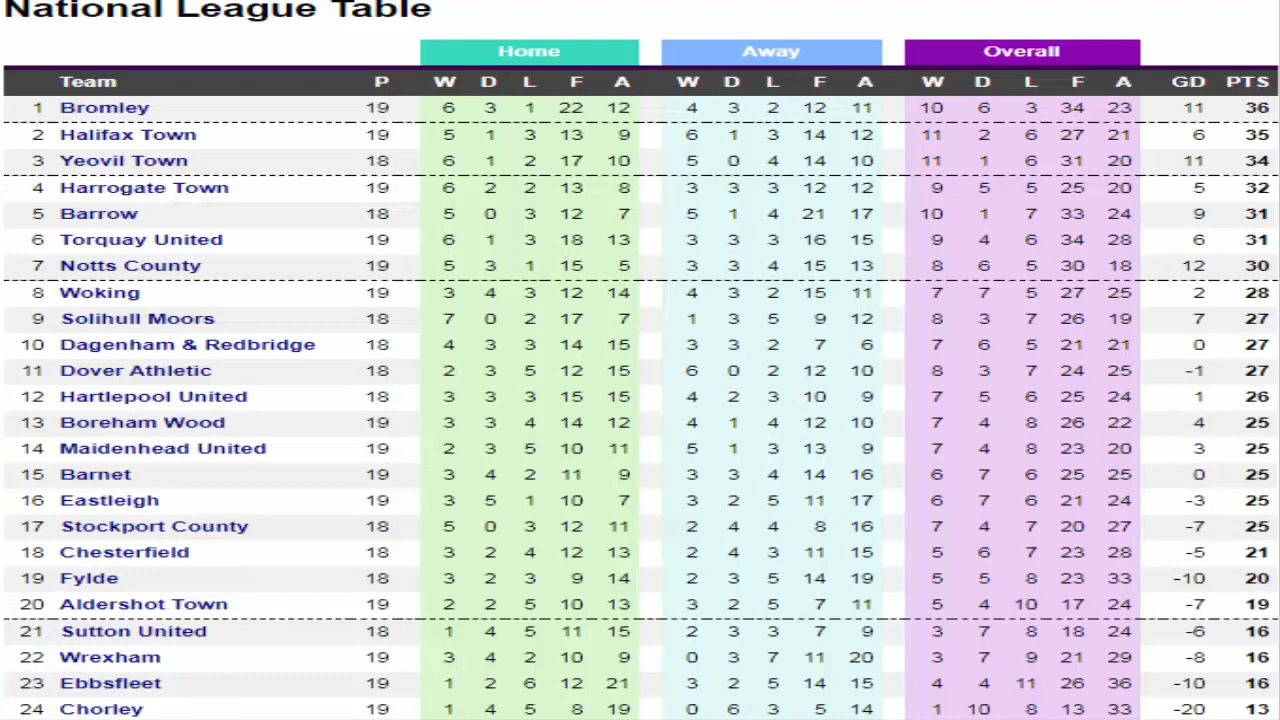 National League Table
Home Away Overall
Team P W D L F A W D L F A W D L F A GD PTS
1 Bromley 19 6 3 1 22 12 4 3 2 12 11 10 6 3 34 23 11 36
2 Halifax Town 19 5 1 3 13 9 6 1 3 14 12 11 2 6 27 21 6 35
3 Yeovil Town 18 6 1 2 17 10 5 0 4 14 10 11 1 6 31 20 11 34
4 Harrogate Town 19 6 2 2 13 8 3 3 3 12 12 9 5 5 25 20 5 32
5 Barrow 18 5 0 3 12 7 5 1 4 21 17 10 1 7 33 24 9 31
6 Torquay United 19 6 1 3 18 13 3 3 3 16 15 9 4 6 34 28 6 31
7 Notts County 19 5 3 1 15 5 3 3 4 15 13 8 6 5 30 18 12 30
8 Woking 19 3 4 3 12 14 4 3 2 15 11 7 7 5 27 25 2 28
9 Solihull Moors 18 7 0 2 17 7 1 3 5 9 12 8 3 7 26 19 7 27
10 Dagenham & Redbridge 18 4 3 3 14 15 3 3 2 7 6 7 6 5 21 21 0 27
11 Dover Athletic 18 2 3 5 12 15 6 0 2 12 10 8 3 7 24 25 -1 27
12 Hartlepool United 18 3 3 3 15 15 4 2 3 10 9 7 5 6 25 24 1 26
13 Boreham Wood 19 3 3 4 14 12 4 1 4 12 10 7 4 8 26 22 4 25
14 Maidenhead United 19 2 3 5 10 11 5 1 3 13 9 7 4 8 23 20 3 25
15 Barnet 19 3 4 2 11 9 3 3 4 14 16 6 7 6 25 25 0 25
16 Eastleigh 19 3 5 1 10 7 3 2 5 11 17 6 7 6 21 24 -3 25
17 Stockport County 18 5 0 3 12 11 2 4 4 8 16 7 4 7 20 27 -7 25
18 Chesterfield 18 3 2 4 12 13 2 4 3 11 15 5 6 7 23 28 -5 21
19 Fylde 18 3 2 3 9 14 2 3 5 14 19 5 5 8 23 33 -10 20
20 Aldershot Town 19 2 2 5 10 13 3 2 5 7 11 5 4 10 17 24 -7 19
21 Sutton United 18 1 4 5 11 15 2 3 3 7 9 3 7 8 18 24 -6 16
22 Wrexham 19 3 4 2 10 9 0 3 7 11 20 3 7 9 21 29 -8 16
23 Ebbsfleet 19 1 2 6 12 21 3 2 5 14 15 4 4 11 26 36 -10 16
24 Chorley 19 1 4 5 8 19 0 6 3 5 14 1 10 8 13 33 -20 13